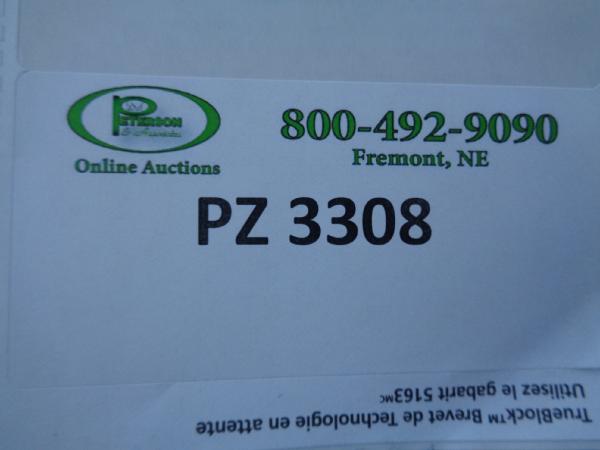 PETERSON
& Associates
Online Auctions
800-492-9090
Fremont, NE
PZ 3308
TrueBlock™ Brevet de Technologie en attente
Utilisez le gabarit 5163ᴹᶜ